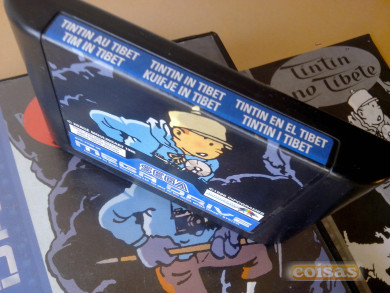 TINTIN AU TIBET
TIM IN TIBET
TINTIN IN TIBET
KUIFJE IN TIBET
TINTIN EN EL TIBET
TINTIN I TIBET
SEGA
MEGA DRIVE
Tintin
no Tibete
coisas